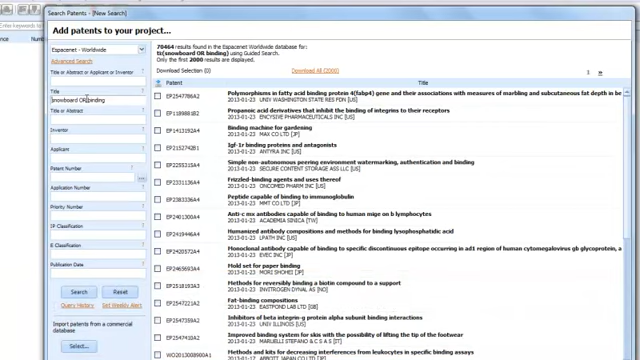 Search Patents - [New Search]
Add patents to your project...
Espacenet - Worldwide
Advanced Search
Title or Abstract or Applicant or Inventor
Title
snowboard OR binding
Title or Abstract
Inventor
Applicant
Patent Number
Application Number
Priority Number
IP Classification
E Classification
Publication Date
Search
Reset
Query History
Set Weekly Alert
Import patents from a commercial database
Select...
70464 results found in the Espacenet Worldwide database for:
ti(snowboard OR binding)
using Guided Search.
Only the first 2000 results are displayed.
Download Selection (0)
Download All (2000)
Patent
Title
EP2547786A2
Polymorphisms in fatty acid binding protein 4(fabp4) gene and their associations with measures of marbling and subcutaneous fat depth in be
2013-01-23 UNIV WASHINGTON STATE RES FDN [US]
EP1189881B2
Propanoic acid derivatives that inhibit the binding of integrins to their receptors
2013-01-23 ENCYSIVE PHARMACEUTICALS INC [US]
EP1413192A4
Binding machine for gardening
2013-01-23 MAX CO LTD [JP]
EP2152742B1
Igf-Ir binding proteins and antagonists
2013-01-23 ANTYRA INC [US]
EP2255315A4
Simple non-autonomous peering environment watermarking, authentication and binding
2013-01-23 SECURE CONTENT STORAGE ASS LLC [US]
EP2331136A4
Frizzled-binding agents and uses thereof
2013-01-23 ONCOMED PHARM INC [US]
EP2383336A4
Peptide capable of binding to immunoglobulin
2013-01-23 MMT CO LTD [JP]
EP2401300A4
Anti-c mx antibodies capable of binding to human mige on b lymphocytes
2013-01-23 ACADEMIA SINICA [TW]
EP2416446A4
Humanized antibody compositions and methods for binding lysophosphatidic acid
2013-01-23 LPATH INC [US]
EP2420572A4
Monoclonal antibody capable of binding to specific discontinuous epitope occurring in ad1 region of human cytomegalovirus gb glycoprotein, a
2013-01-23 EVEC INC [JP]
EP2465693A4
Mold set for paper binding
2013-01-23 MORI SHOHEI [JP]
EP2518193A3
Methods for reversibly binding a biotin compound to a support
2013-01-23 INVITROGEN DYNAL AS [NO]
EP2547221A2
Fat-binding compositions
2013-01-23 EASTPOND LAB LTD [GB]
EP2547359A2
Inhibitors of beta integrin-g protein alpha subunit binding interactions
2013-01-23 UNIV ILLINOIS [US]
EP2547410A2
Improved binding system for skis with the possibility of lifting the tip of the footwear
2013-01-23 MARUELLI STEFANO & C S A S [IT]
WO2013008980A1
Methods and kits for decreasing interferences from leukocytes in specific binding assays